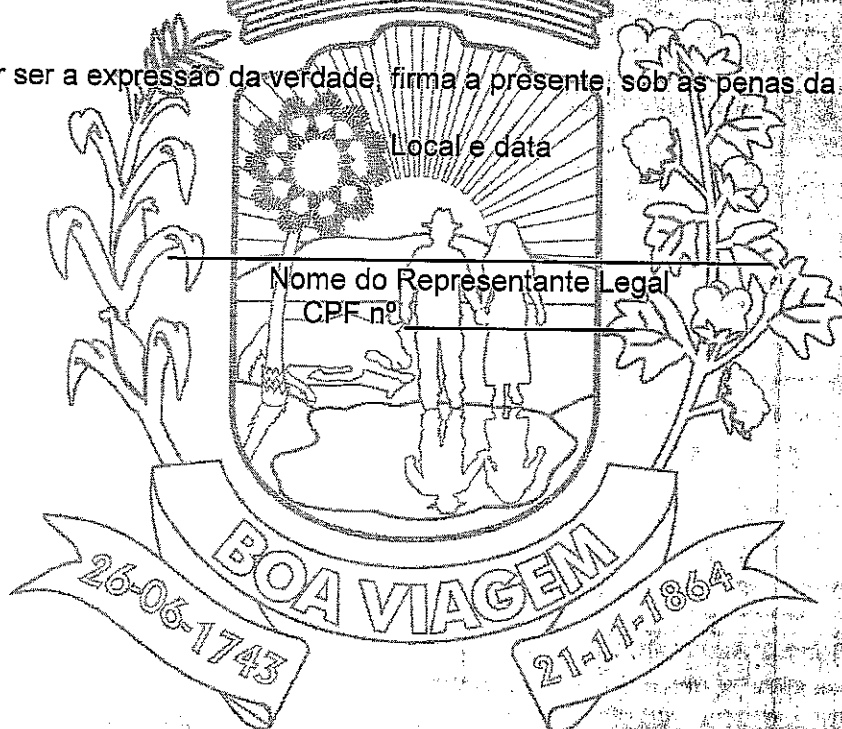 r ser a expressão da verdade, firma a presente, sob as penas da
Local e data
Nome do Representante Legal
CPF nº
BOA VIAGEM
26-06-1743
21-11-1864